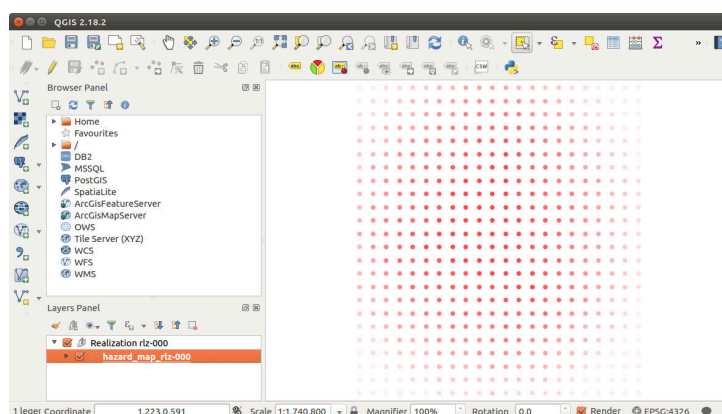 QGIS 2.18.2
Browser Panel
Home
Favourites
/
DB2
MSSQL
PostGIS
SpatiaLite
ArcGisFeatureServer
ArcGisMapServer
OWS
Tile Server (XYZ)
WCS
WFS
WMS
Layers Panel
Realization rlz-000
hazard_map_rlz-000
1 leger Coordinate 1.223,0.591 Scale 1:1,740,800 Magnifier 100% Rotation 0.0 Render EPSG:4326